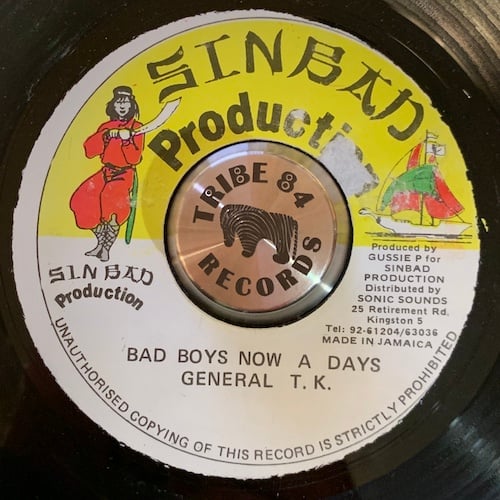 SINBAD
Production
TRIBE 84
RECORDS
SINBAD
Production
Produced by
GUSSIE P for
SINBAD
PRODUCTION
Distributed by
SONIC SOUNDS
25 Retirement Rd.
Kingston 5
Tel: 92-61204/63036
MADE IN JAMAICA
BAD BOYS NOW A DAYS
GENERAL T. K.
UNAUTHORISED COPYING OF THIS RECORD IS STRICTLY PROHIBITED